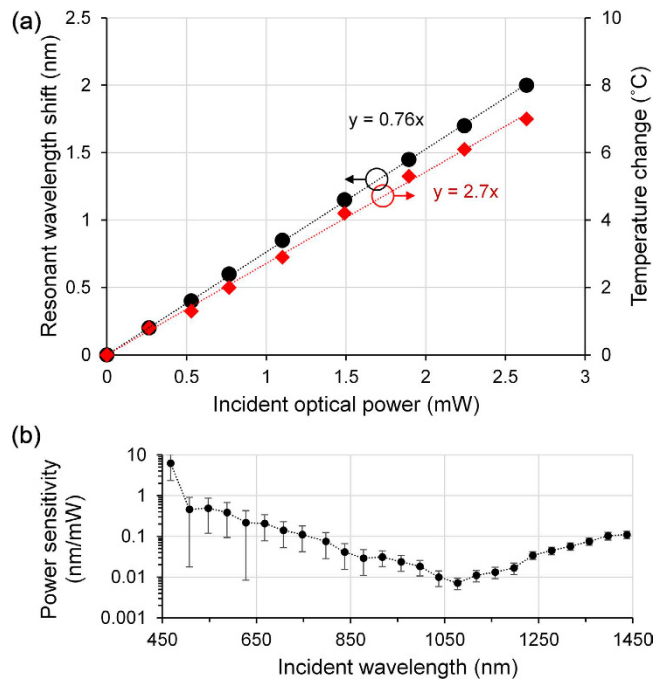 (a)
Resonant wavelength shift (nm)
2.5
2
1.5
1
0.5
0
10
8
6
4
2
0
Temperature change (˚C)
y = 0.76x
y = 2.7x
0 0.5 1 1.5 2 2.5 3
Incident optical power (mW)
(b)
Power sensitivity
(nm/mW)
10
1
0.1
0.01
0.001
450 650 850 1050 1250 1450
Incident wavelength (nm)